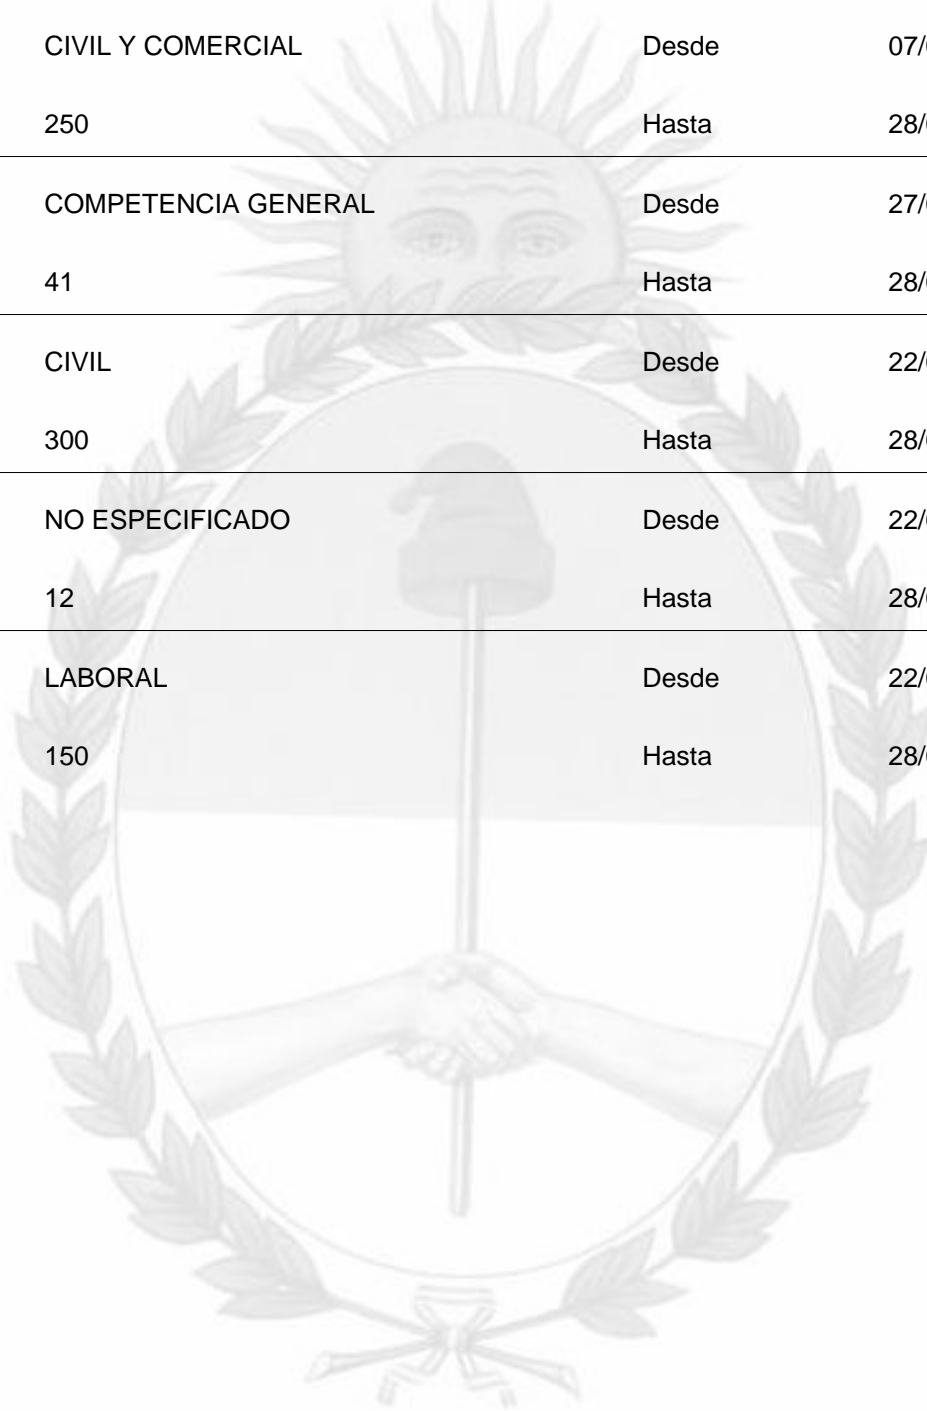 CIVIL Y COMERCIAL Desde 07/
250 Hasta 28/
COMPETENCIA GENERAL Desde 27/
41 Hasta 28/
CIVIL Desde 22/
300 Hasta 28/
NO ESPECIFICADO Desde 22/
12 Hasta 28/
LABORAL Desde 22/
150 Hasta 28/